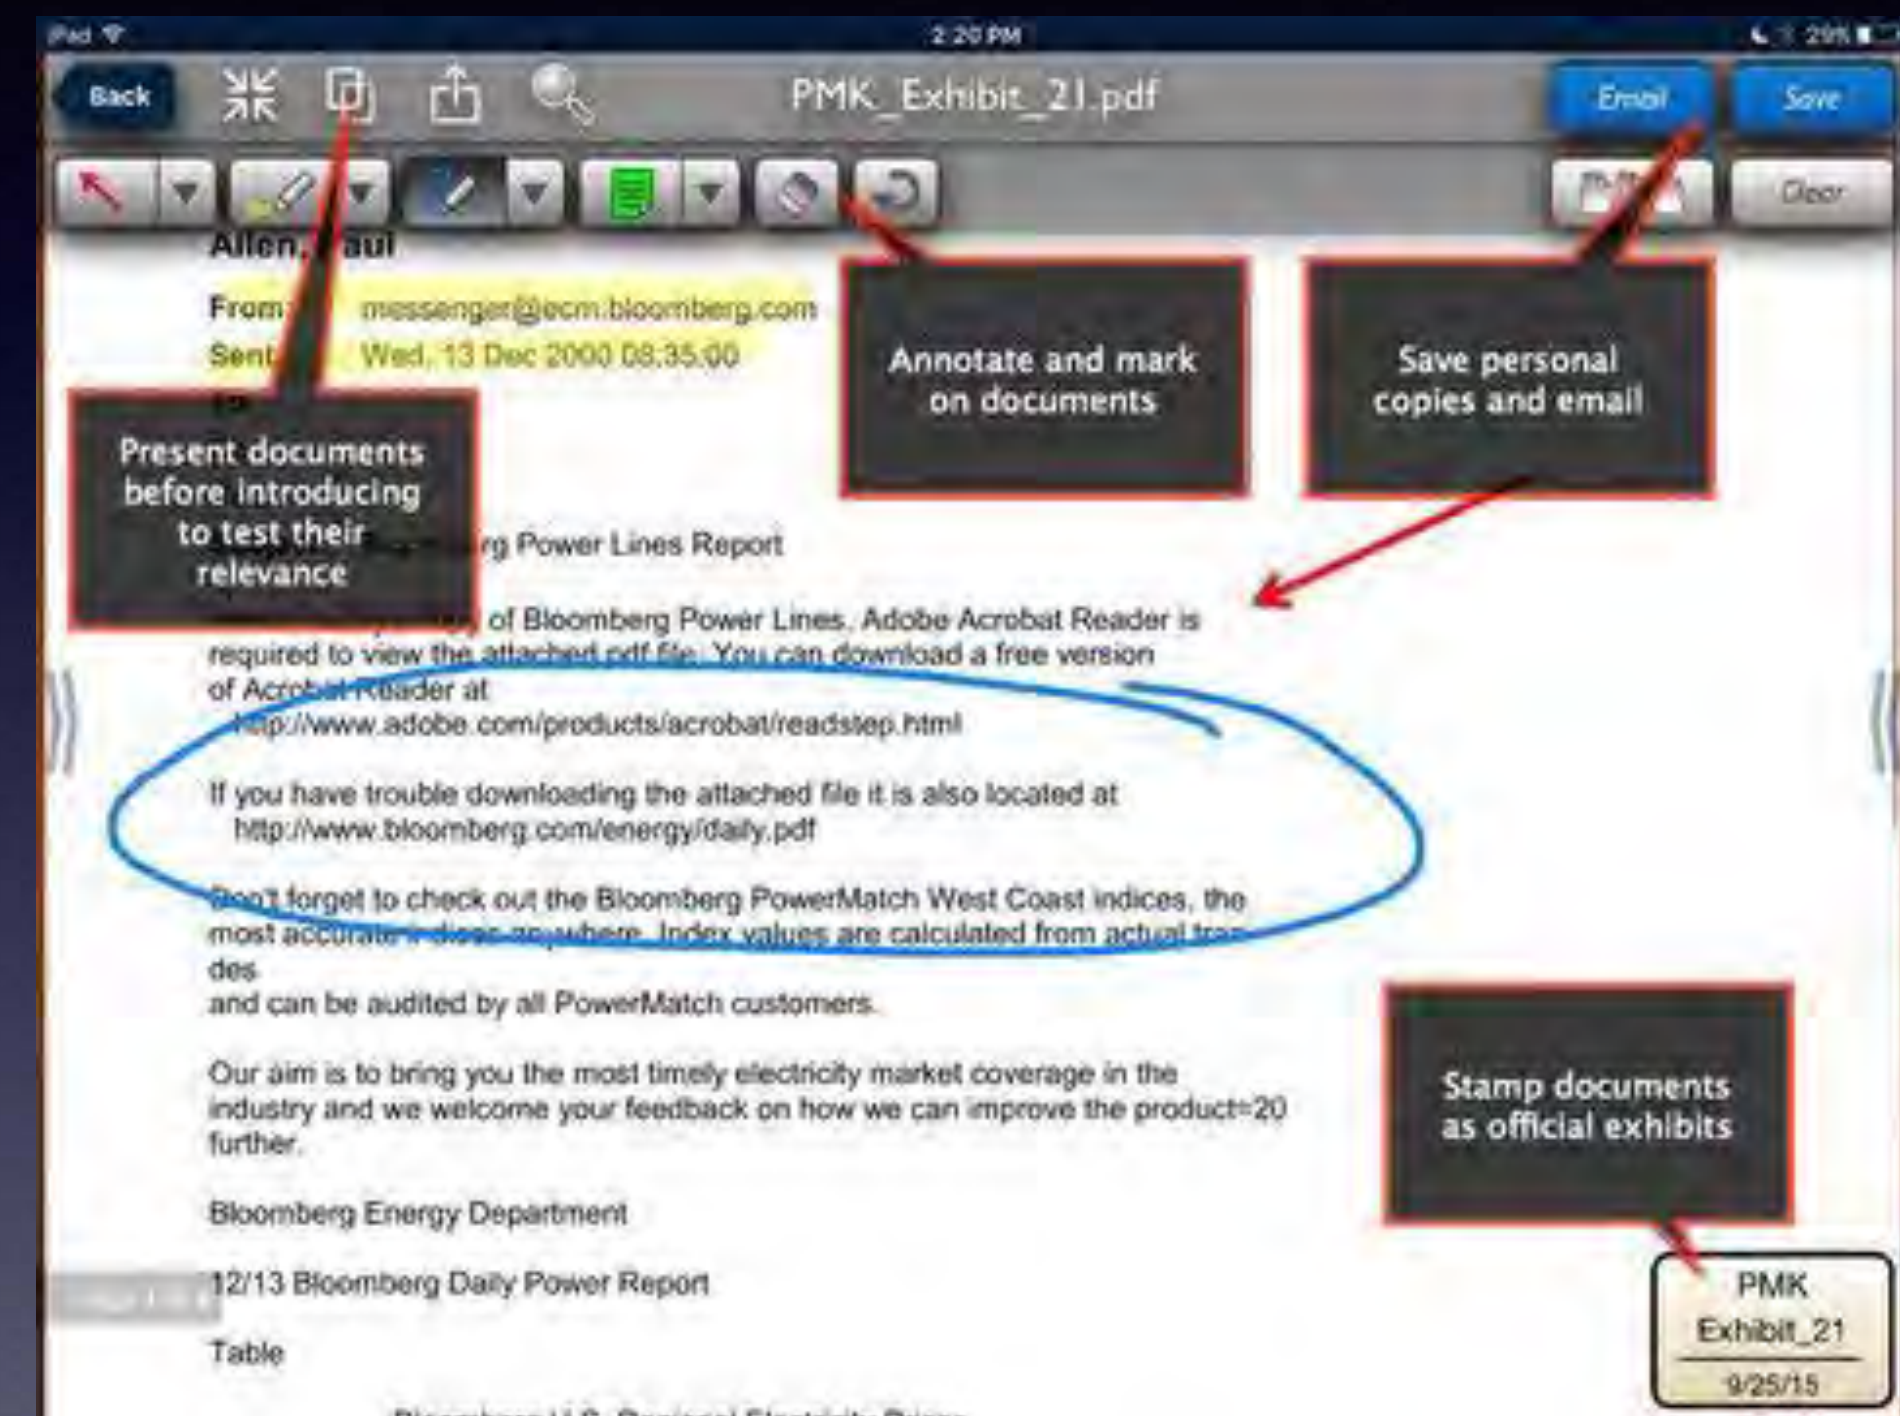 iPad
2:20 PM
29%
Back
PMK_Exhibit_21.pdf
Email
Save
Clear
Allen, Paul
From:
messenger@ecm.bloomberg.com
Sent:
Wed, 13 Dec 2000 08:35:00
Annotate and mark
on documents
Save personal
copies and email
Present documents
before introducing
to test their
relevance
Power Lines Report
of Bloomberg Power Lines. Adobe Acrobat Reader is
required to view the attached pdf file. You can download a free version
of Acrobat Reader at
http://www.adobe.com/products/acrobat/readstep.html
If you have trouble downloading the attached file it is also located at
http://www.bloomberg.com/energy/daily.pdf
Don't forget to check out the Bloomberg PowerMatch West Coast indices, the
most accurate indices anywhere. Index values are calculated from actual tra
des
and can be audited by all PowerMatch customers.
Our aim is to bring you the most timely electricity market coverage in the
industry and we welcome your feedback on how we can improve the product=20
further.
Bloomberg Energy Department
12/13 Bloomberg Daily Power Report
Table
Stamp documents
as official exhibits
PMK
Exhibit_21
9/25/15